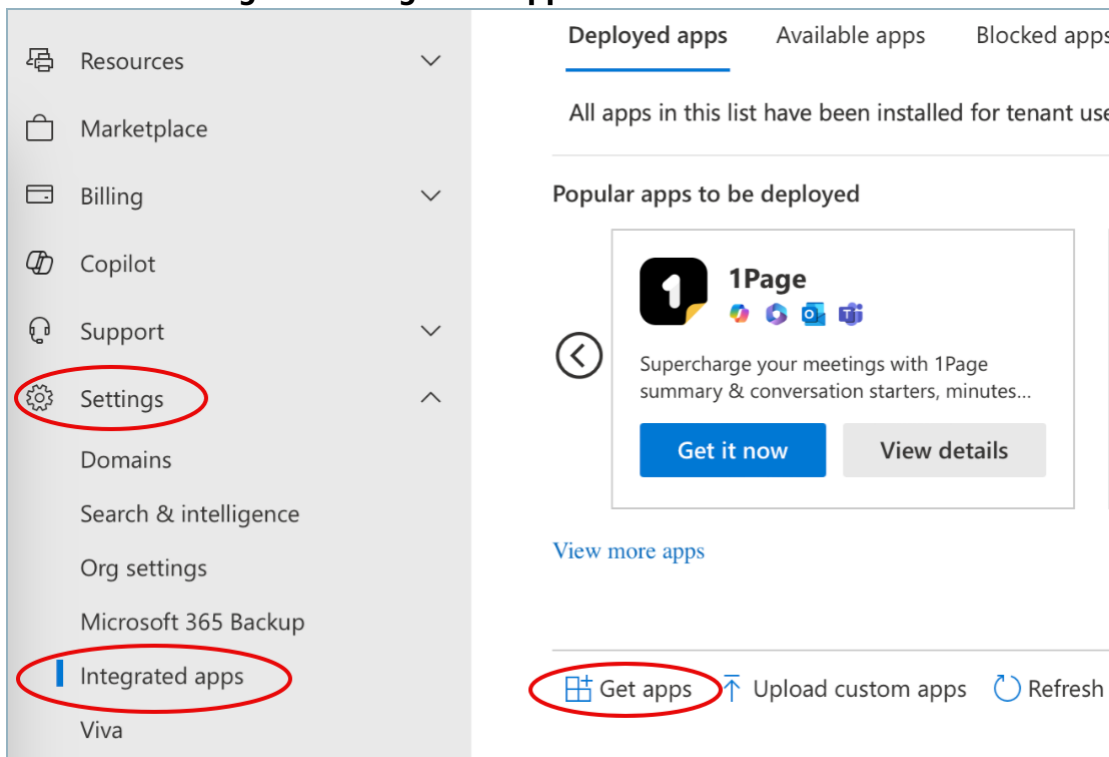 Resources
Marketplace
Billing
Copilot
Support
Settings
Domains
Search & intelligence
Org settings
Microsoft 365 Backup
Integrated apps
Viva
Deployed apps Available apps Blocked apps
All apps in this list have been installed for tenant use
Popular apps to be deployed
1
1Page
Supercharge your meetings with 1Page
summary & conversation starters, minutes...
Get it now View details
View more apps
Get apps Upload custom apps Refresh